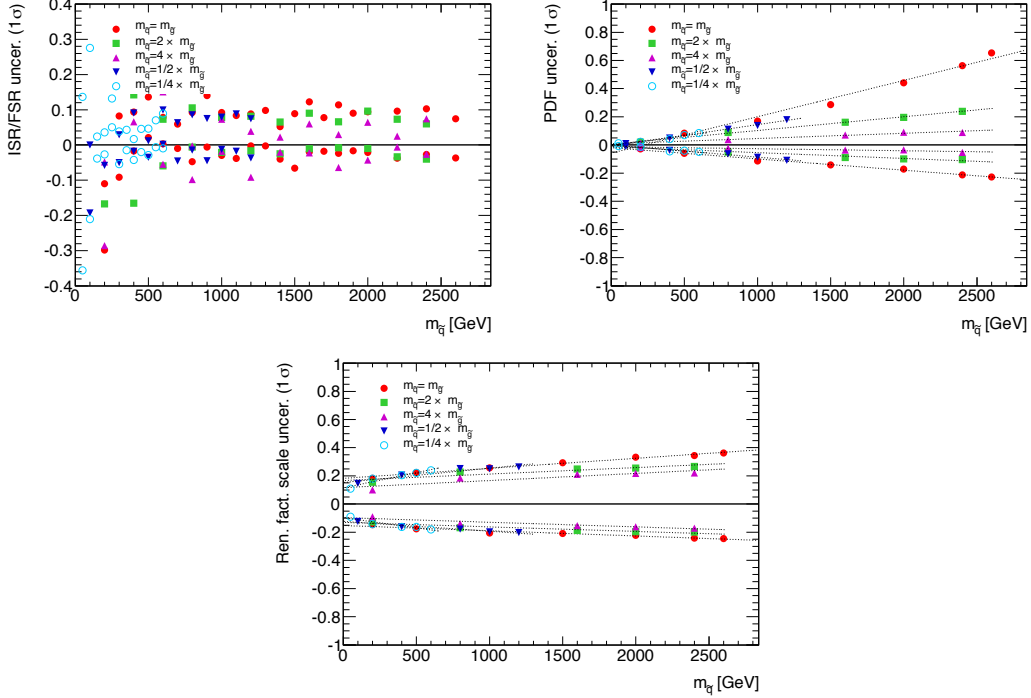 ISR/FSR uncer. (1σ)
0.4
0.3
0.2
0.1
0
-0.1
-0.2
-0.3
-0.4
m_q̃= m_g̃
m_q̃=2 × m_g̃
m_q̃=4 × m_g̃
m_q̃=1/2 × m_g̃
m_q̃=1/4 × m_g̃
0 500 1000 1500 2000 2500
m_q̃ [GeV]
PDF uncer. (1σ)
1
0.8
0.6
0.4
0.2
0
-0.2
-0.4
-0.6
-0.8
-1
m_q̃= m_g̃
m_q̃=2 × m_g̃
m_q̃=4 × m_g̃
m_q̃=1/2 × m_g̃
m_q̃=1/4 × m_g̃
0 500 1000 1500 2000 2500
m_q̃ [GeV]
Ren. fact. scale uncer. (1σ)
1
0.8
0.6
0.4
0.2
0
-0.2
-0.4
-0.6
-0.8
-1
m_q̃= m_g̃
m_q̃=2 × m_g̃
m_q̃=4 × m_g̃
m_q̃=1/2 × m_g̃
m_q̃=1/4 × m_g̃
0 500 1000 1500 2000 2500
m_q̃ [GeV]